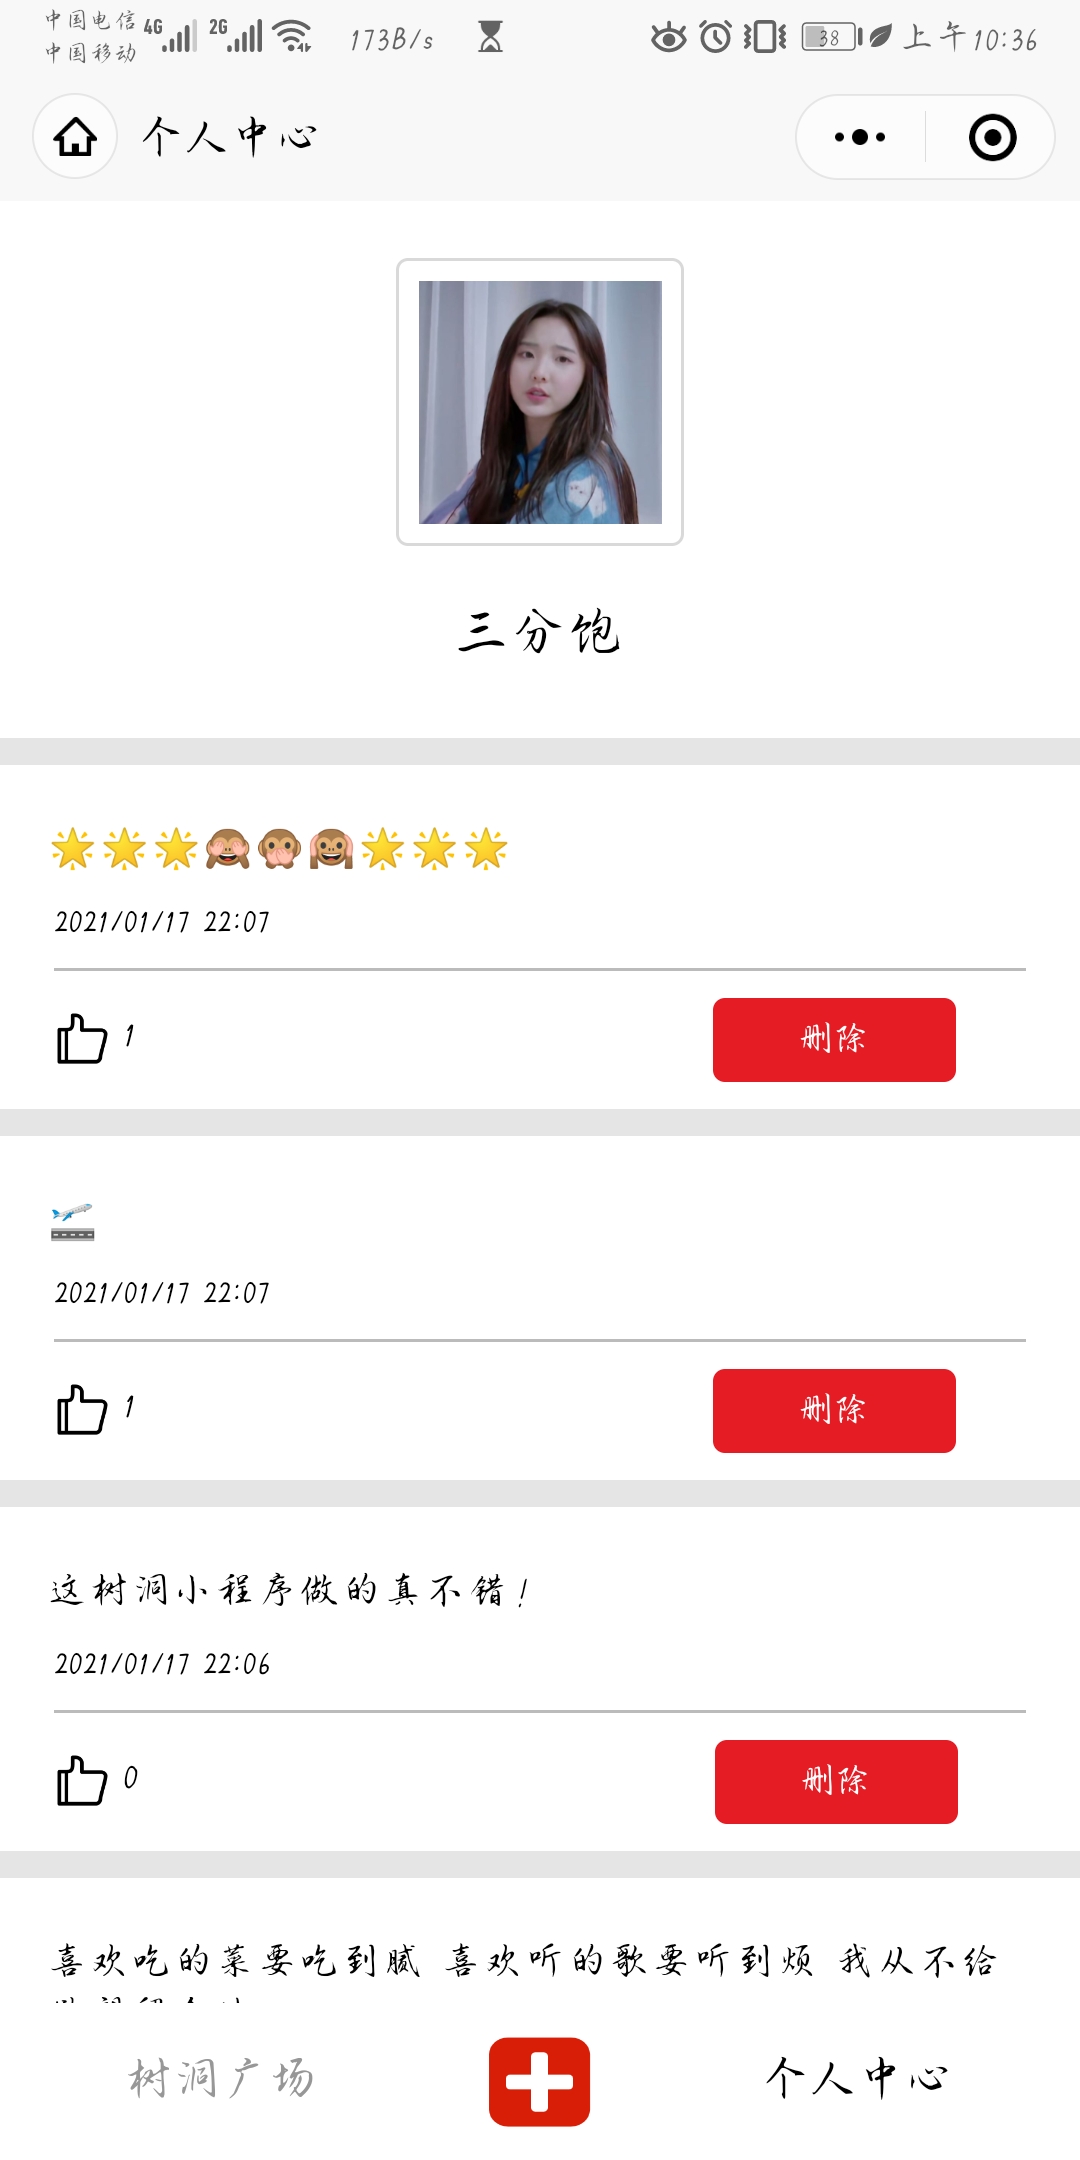 中国电信 4G 2G 173B/s 38 上午10:36
中国移动
个人中心
三分饱
🌟🌟🌟🙈🙊🙉🌟🌟🌟
2021/01/17 22:07
1 删除
🛫
2021/01/17 22:07
1 删除
这树洞小程序做的真不错!
2021/01/17 22:06
0 删除
喜欢吃的菜要吃到腻 喜欢听的歌要听到烦 我从不给
树洞广场 个人中心